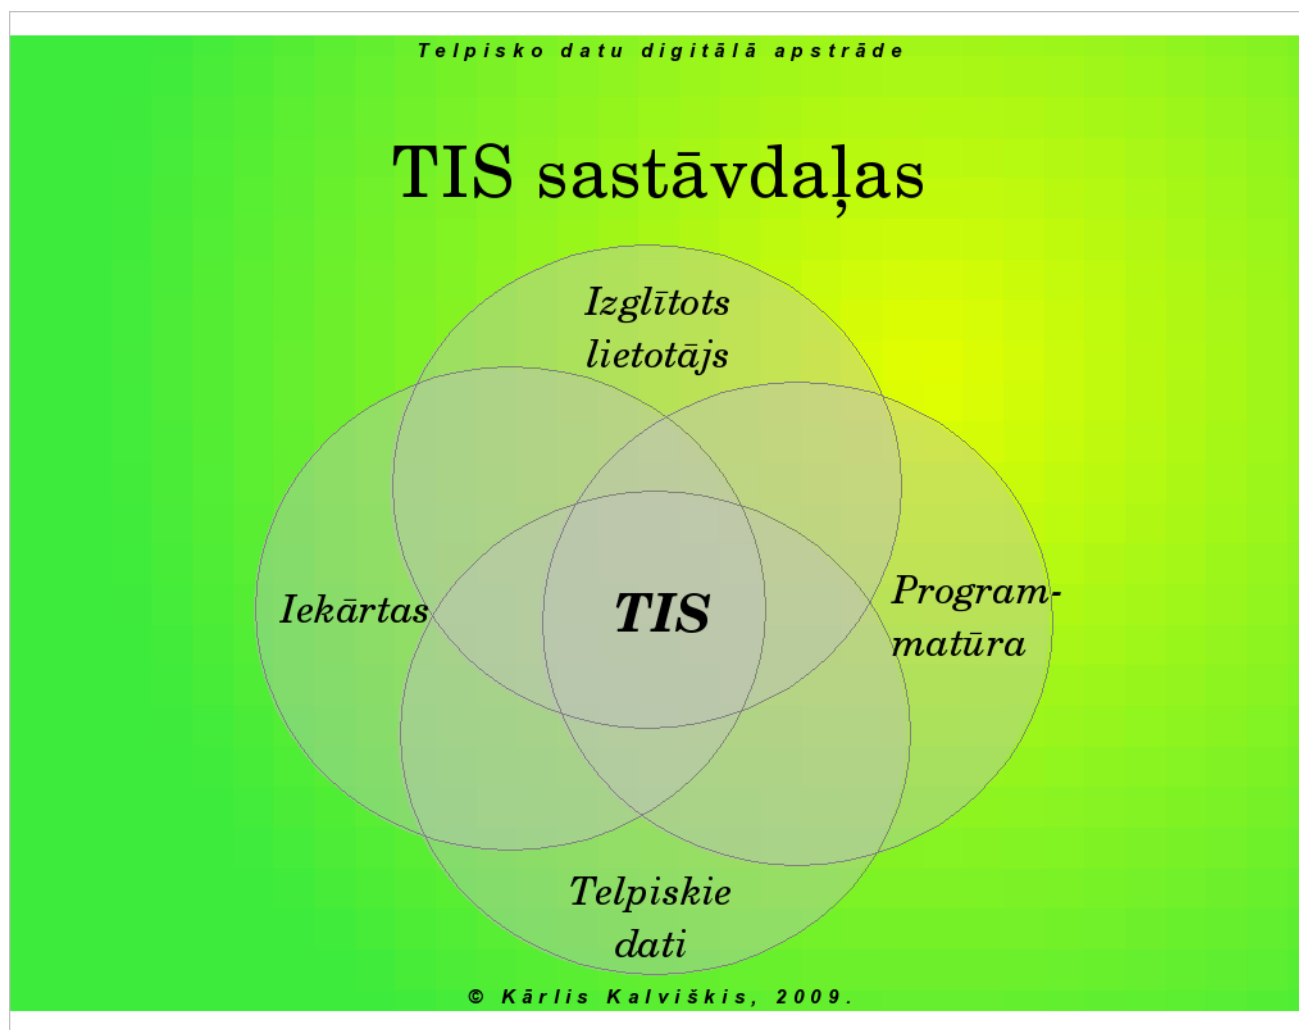 Telpisko datu digitālā apstrāde
TIS sastāvdaļas
Izglītots
lietotājs
Iekārtas
TIS
Program-
matūra
Telpiskie
dati
© Kārlis Kalviškis, 2009.